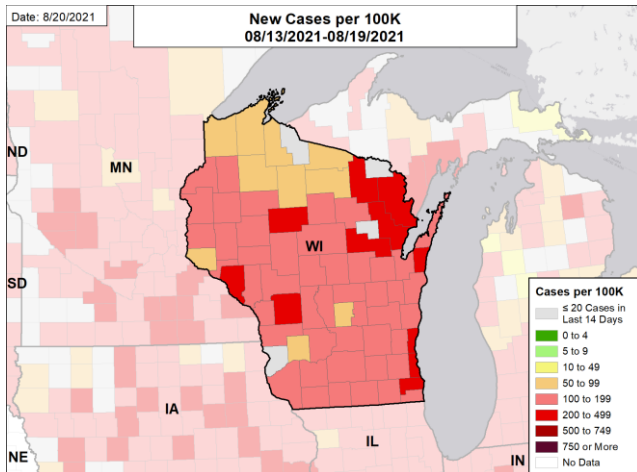 Date: 8/20/2021
New Cases per 100K
08/13/2021-08/19/2021
ND
MN
WI
SD
IA
NE
IL
IN
Cases per 100K
≤ 20 Cases in
Last 14 Days
0 to 4
5 to 9
10 to 49
50 to 99
100 to 199
200 to 499
500 to 749
750 or More
No Data